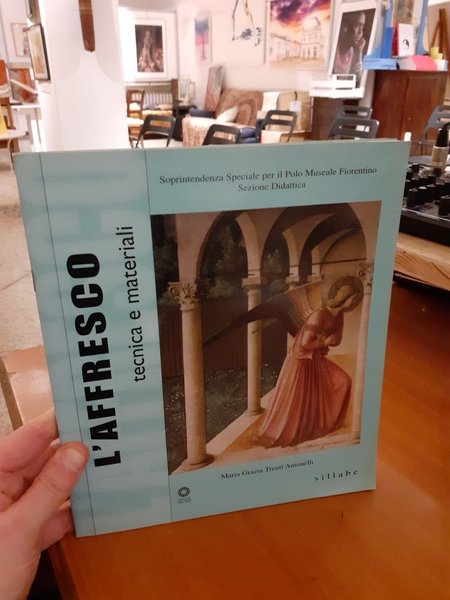 Soprintendenza Speciale per il Polo Museale Fiorentino
Sezione Didattica
L'AFFRESCO
tecnica e materiali
Maria Grazia Trenti Antonelli
sillabe